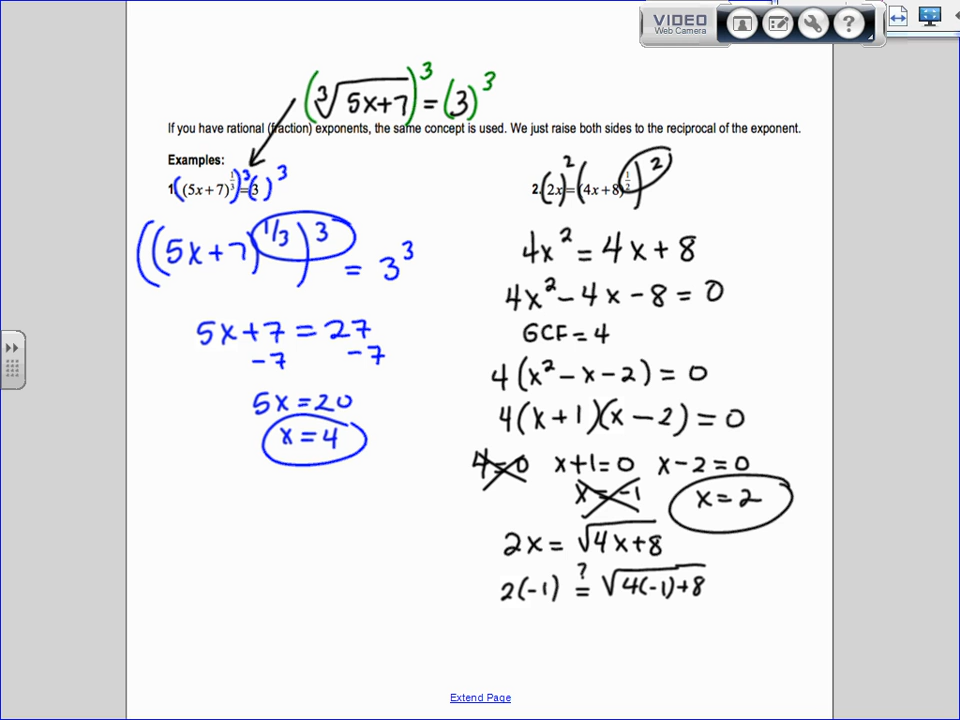 VIDEO
Web Camera
(∛(5x+7))³ = (3)³
If you have rational (fraction) exponents, the same concept is used. We just raise both sides to the reciprocal of the exponent.
Examples:
1. ((5x+7)^(1/3))³=(3)³
((5x+7)^(1/3))³ = 3³
5x+7 = 27
-7 -7
5x = 20
x = 4
2. (2x)²=((4x+8)^(1/2))²
4x² = 4x + 8
4x² - 4x - 8 = 0
GCF = 4
4(x² - x - 2) = 0
4(x+1)(x-2) = 0
4=0 x+1=0 x-2=0
x=-1 x=2
2x = √(4x+8)
2(-1) ≟ √(4(-1)+8)
Extend Page